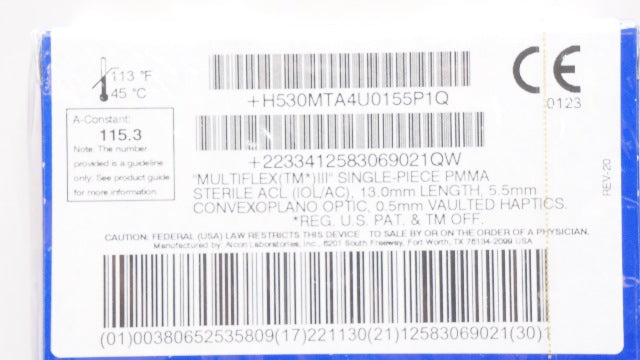 113 °F
45 °C
+H530MTA4U0155P1Q
CE
0123
A-Constant:
115.3
Note: The number
provided is a guideline
only. See product guide
for more information.
+2233412583069021QW
"MULTIFLEX(TM*)III" SINGLE-PIECE PMMA
STERILE ACL (IOL/AC), 13.0mm LENGTH, 5.5mm
CONVEXOPLANO OPTIC, 0.5mm VAULTED HAPTICS.
*REG. U.S. PAT. & TM OFF.
REV-20
CAUTION: FEDERAL (USA) LAW RESTRICTS THIS DEVICE TO SALE BY OR ON THE ORDER OF A PHYSICIAN.
Manufactured by: Alcon Laboratories, Inc., 6201 South Freeway, Fort Worth, TX 76134-2099 USA
(01)00380652535809(17)221130(21)12583069021(30)1